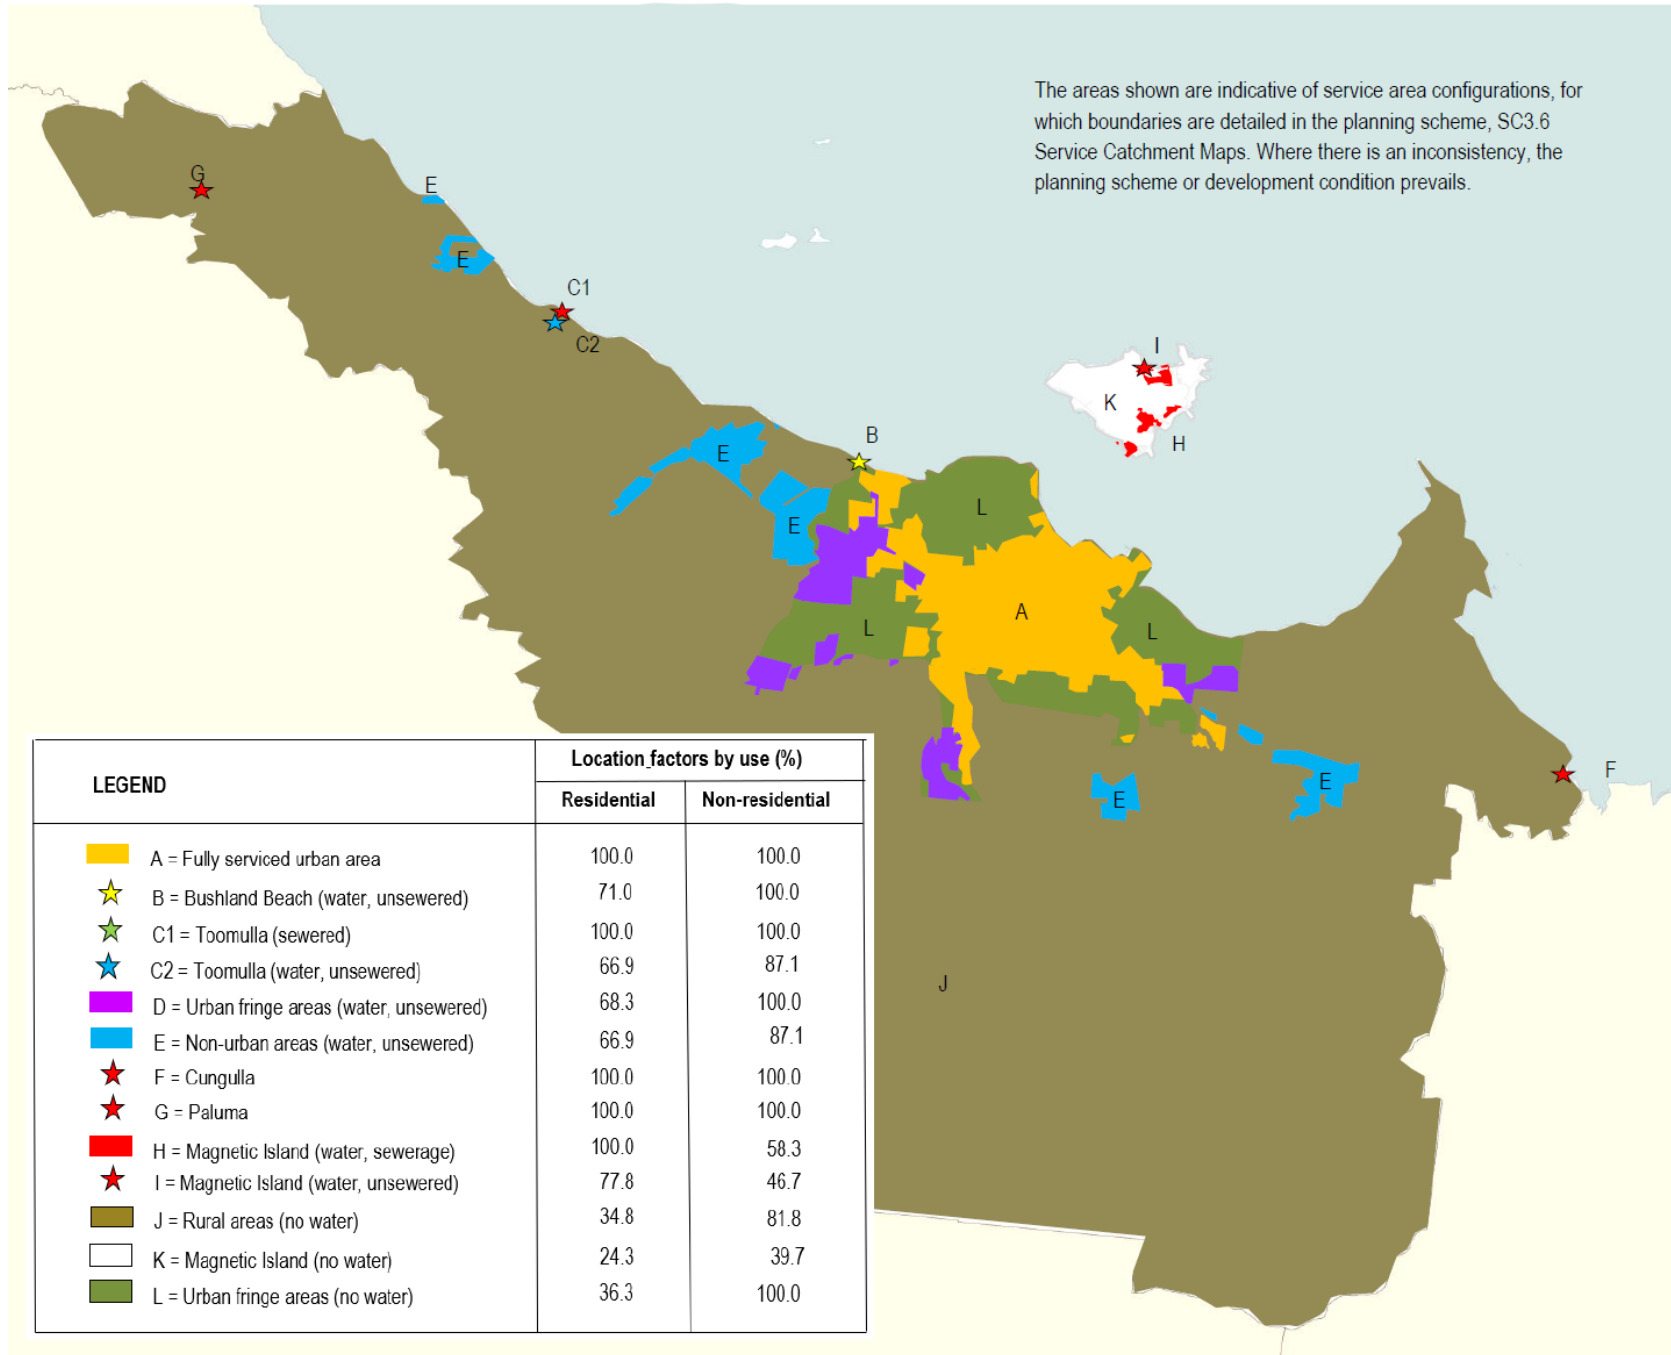 The areas shown are indicative of service area configurations, for
which boundaries are detailed in the planning scheme, SC3.6
Service Catchment Maps. Where there is an inconsistency, the
planning scheme or development condition prevails.
G
E
E
C1
C2
I
K
H
B
E
E
L
A
L
L
F
E
E
J
LEGEND
Location factors by use (%)
Residential Non-residential
A = Fully serviced urban area 100.0 100.0
B = Bushland Beach (water, unsewered) 71.0 100.0
C1 = Toomulla (sewered) 100.0 100.0
C2 = Toomulla (water, unsewered) 66.9 87.1
D = Urban fringe areas (water, unsewered) 68.3 100.0
E = Non-urban areas (water, unsewered) 66.9 87.1
F = Cungulla 100.0 100.0
G = Paluma 100.0 100.0
H = Magnetic Island (water, sewerage) 100.0 58.3
I = Magnetic Island (water, unsewered) 77.8 46.7
J = Rural areas (no water) 34.8 81.8
K = Magnetic Island (no water) 24.3 39.7
L = Urban fringe areas (no water) 36.3 100.0